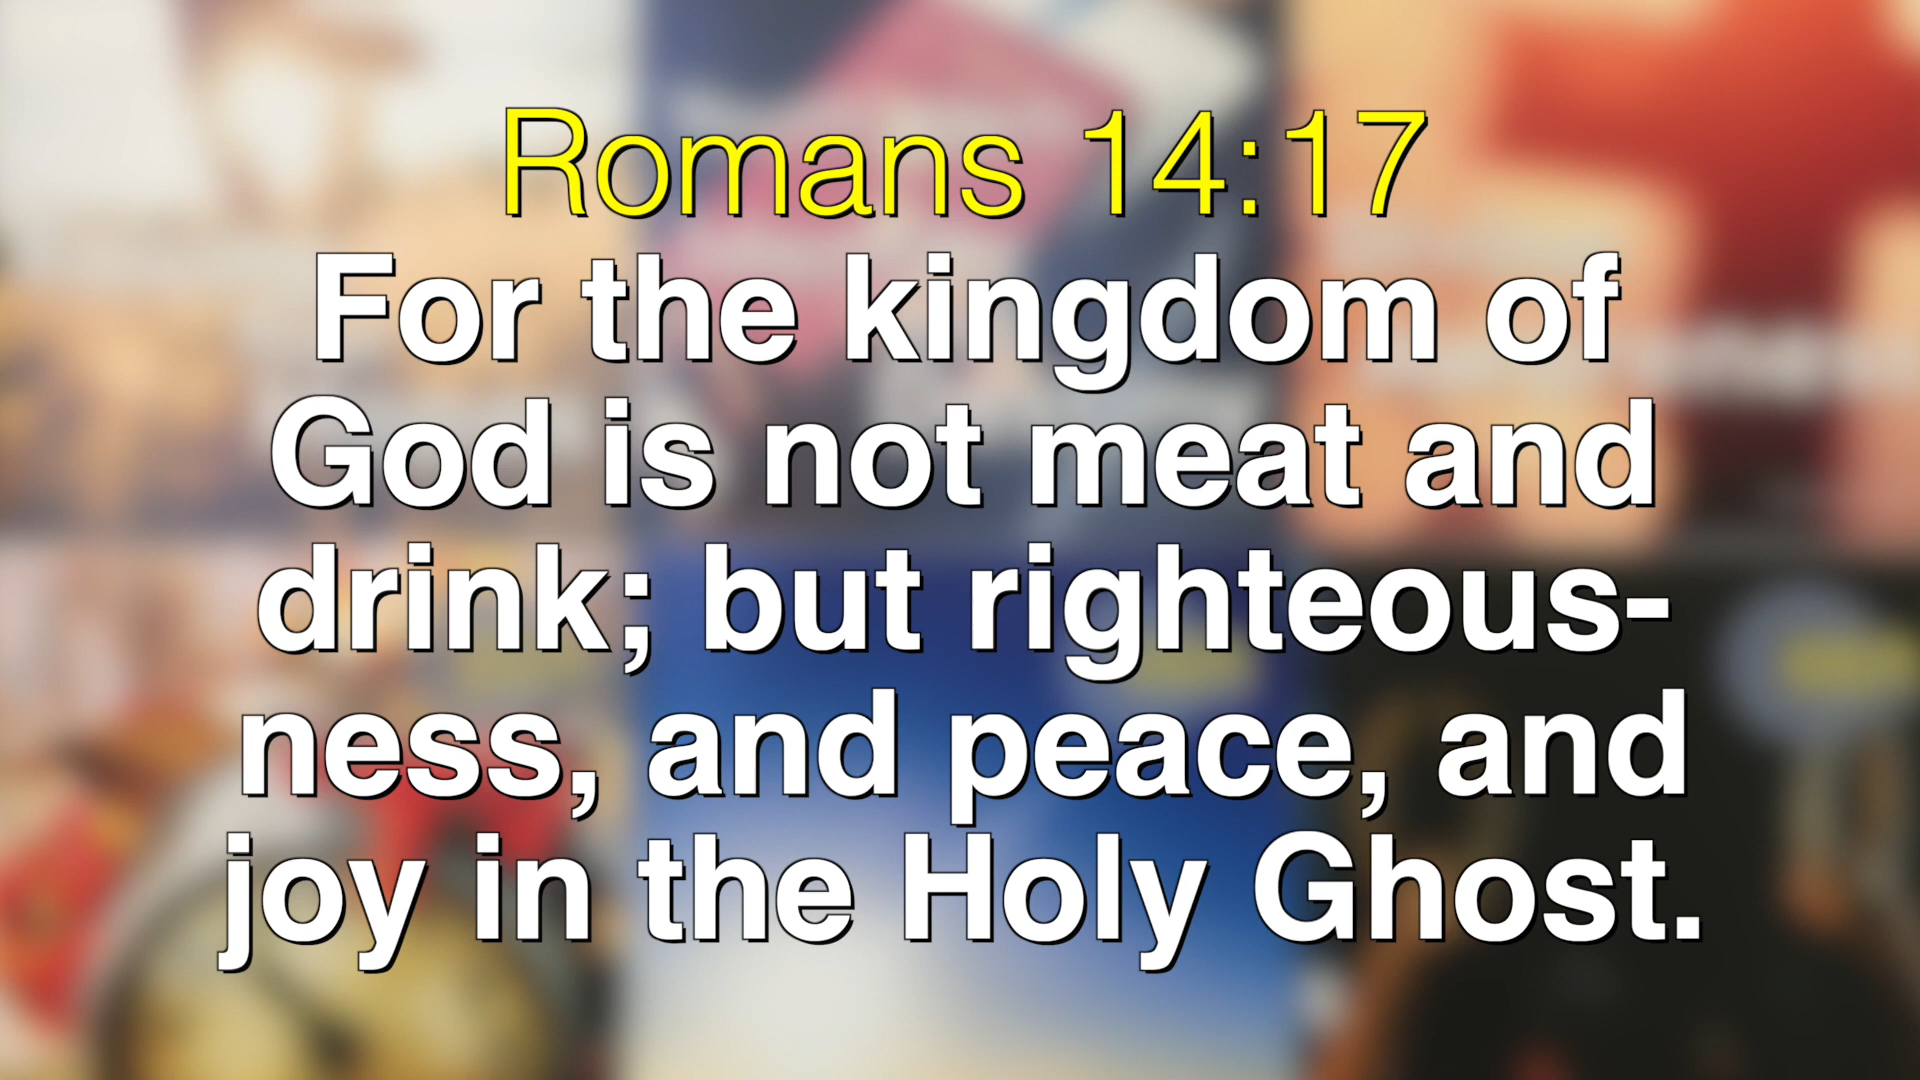 Romans 14:17
For the kingdom of
God is not meat and
drink; but righteous-
ness, and peace, and
joy in the Holy Ghost.